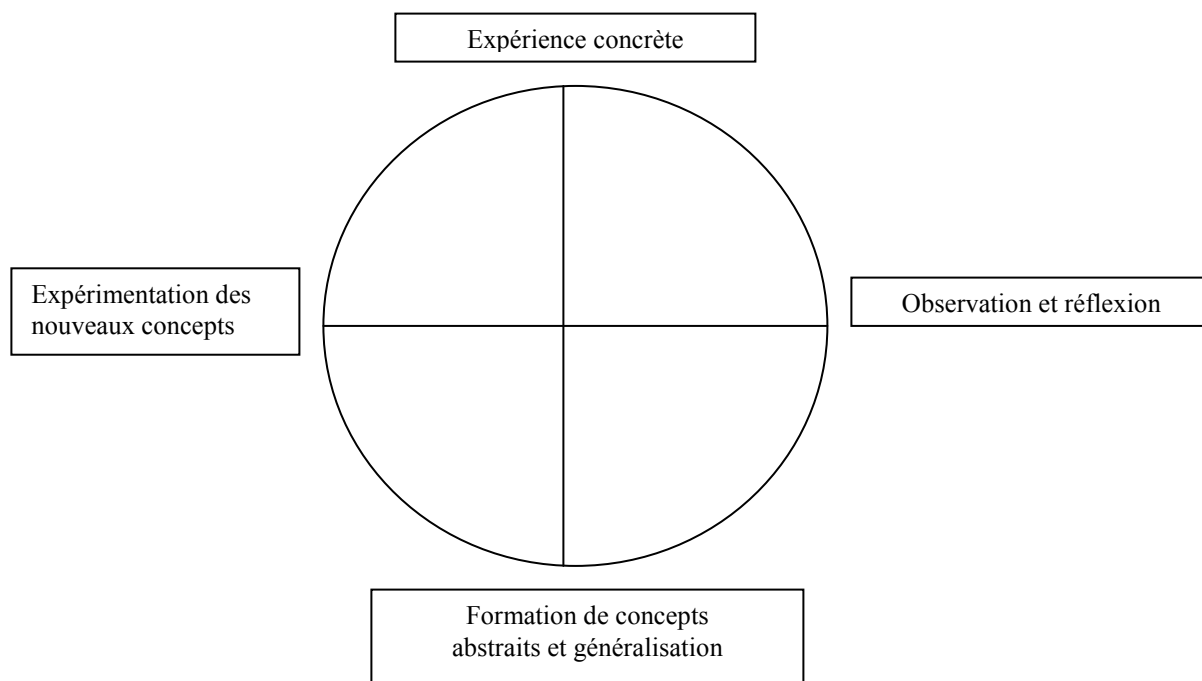 Expérience concrète
Expérimentation des
nouveaux concepts
Observation et réflexion
Formation de concepts
abstraits et généralisation